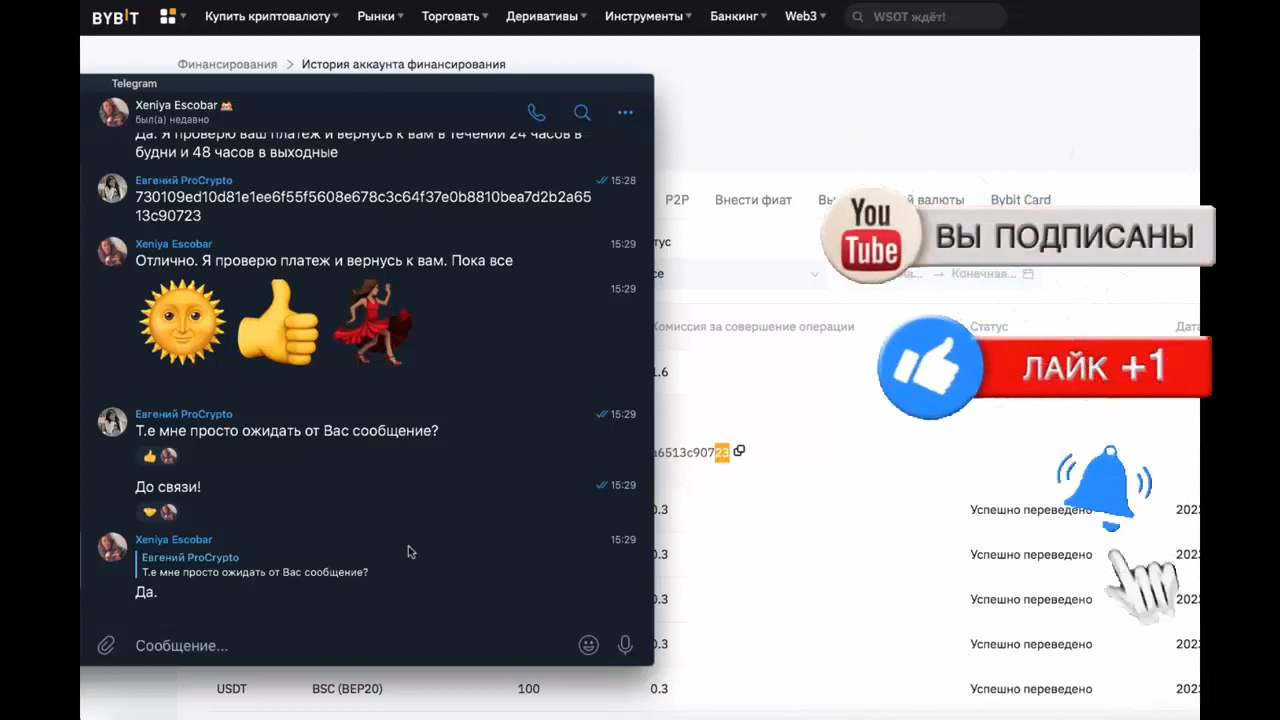 BYBIT
Купить криптовалюту
Рынки
Торговать
Деривативы
Инструменты
Банкинг
Web3
WSOT ждёт!
Финансирования > История аккаунта финансирования
Telegram
Xeniya Escobar
был(а) недавно
Да. Я проверю ваш платеж и вернусь к вам в течении 24 часов в
будни и 48 часов в выходные
Евгений ProCrypto
15:28
730109ed10d81e1ee6f55f5608e678c3c64f37e0b8810bea7d2b2a65
13c90723
Xeniya Escobar
15:29
Отлично. Я проверю платеж и вернусь к вам. Пока все
15:29
Евгений ProCrypto
15:29
Т.е мне просто ожидать от Вас сообщение?
До связи!
15:29
Xeniya Escobar
15:29
Евгений ProCrypto
Т.е мне просто ожидать от Вас сообщение?
Да.
Сообщение...
P2P
Внести фиат
валюты
Bybit Card
Конечная...
You
Tube
ВЫ ПОДПИСАНЫ
Комиссия за совершение операции
Статус
Дата
1.6
ЛАЙК +1
a6513c90723
0.3
Успешно переведено
202
0.3
Успешно переведено
202
0.3
Успешно переведено
202
0.3
Успешно переведено
202
USDT
BSC (BEP20)
100
0.3
Успешно переведено
202